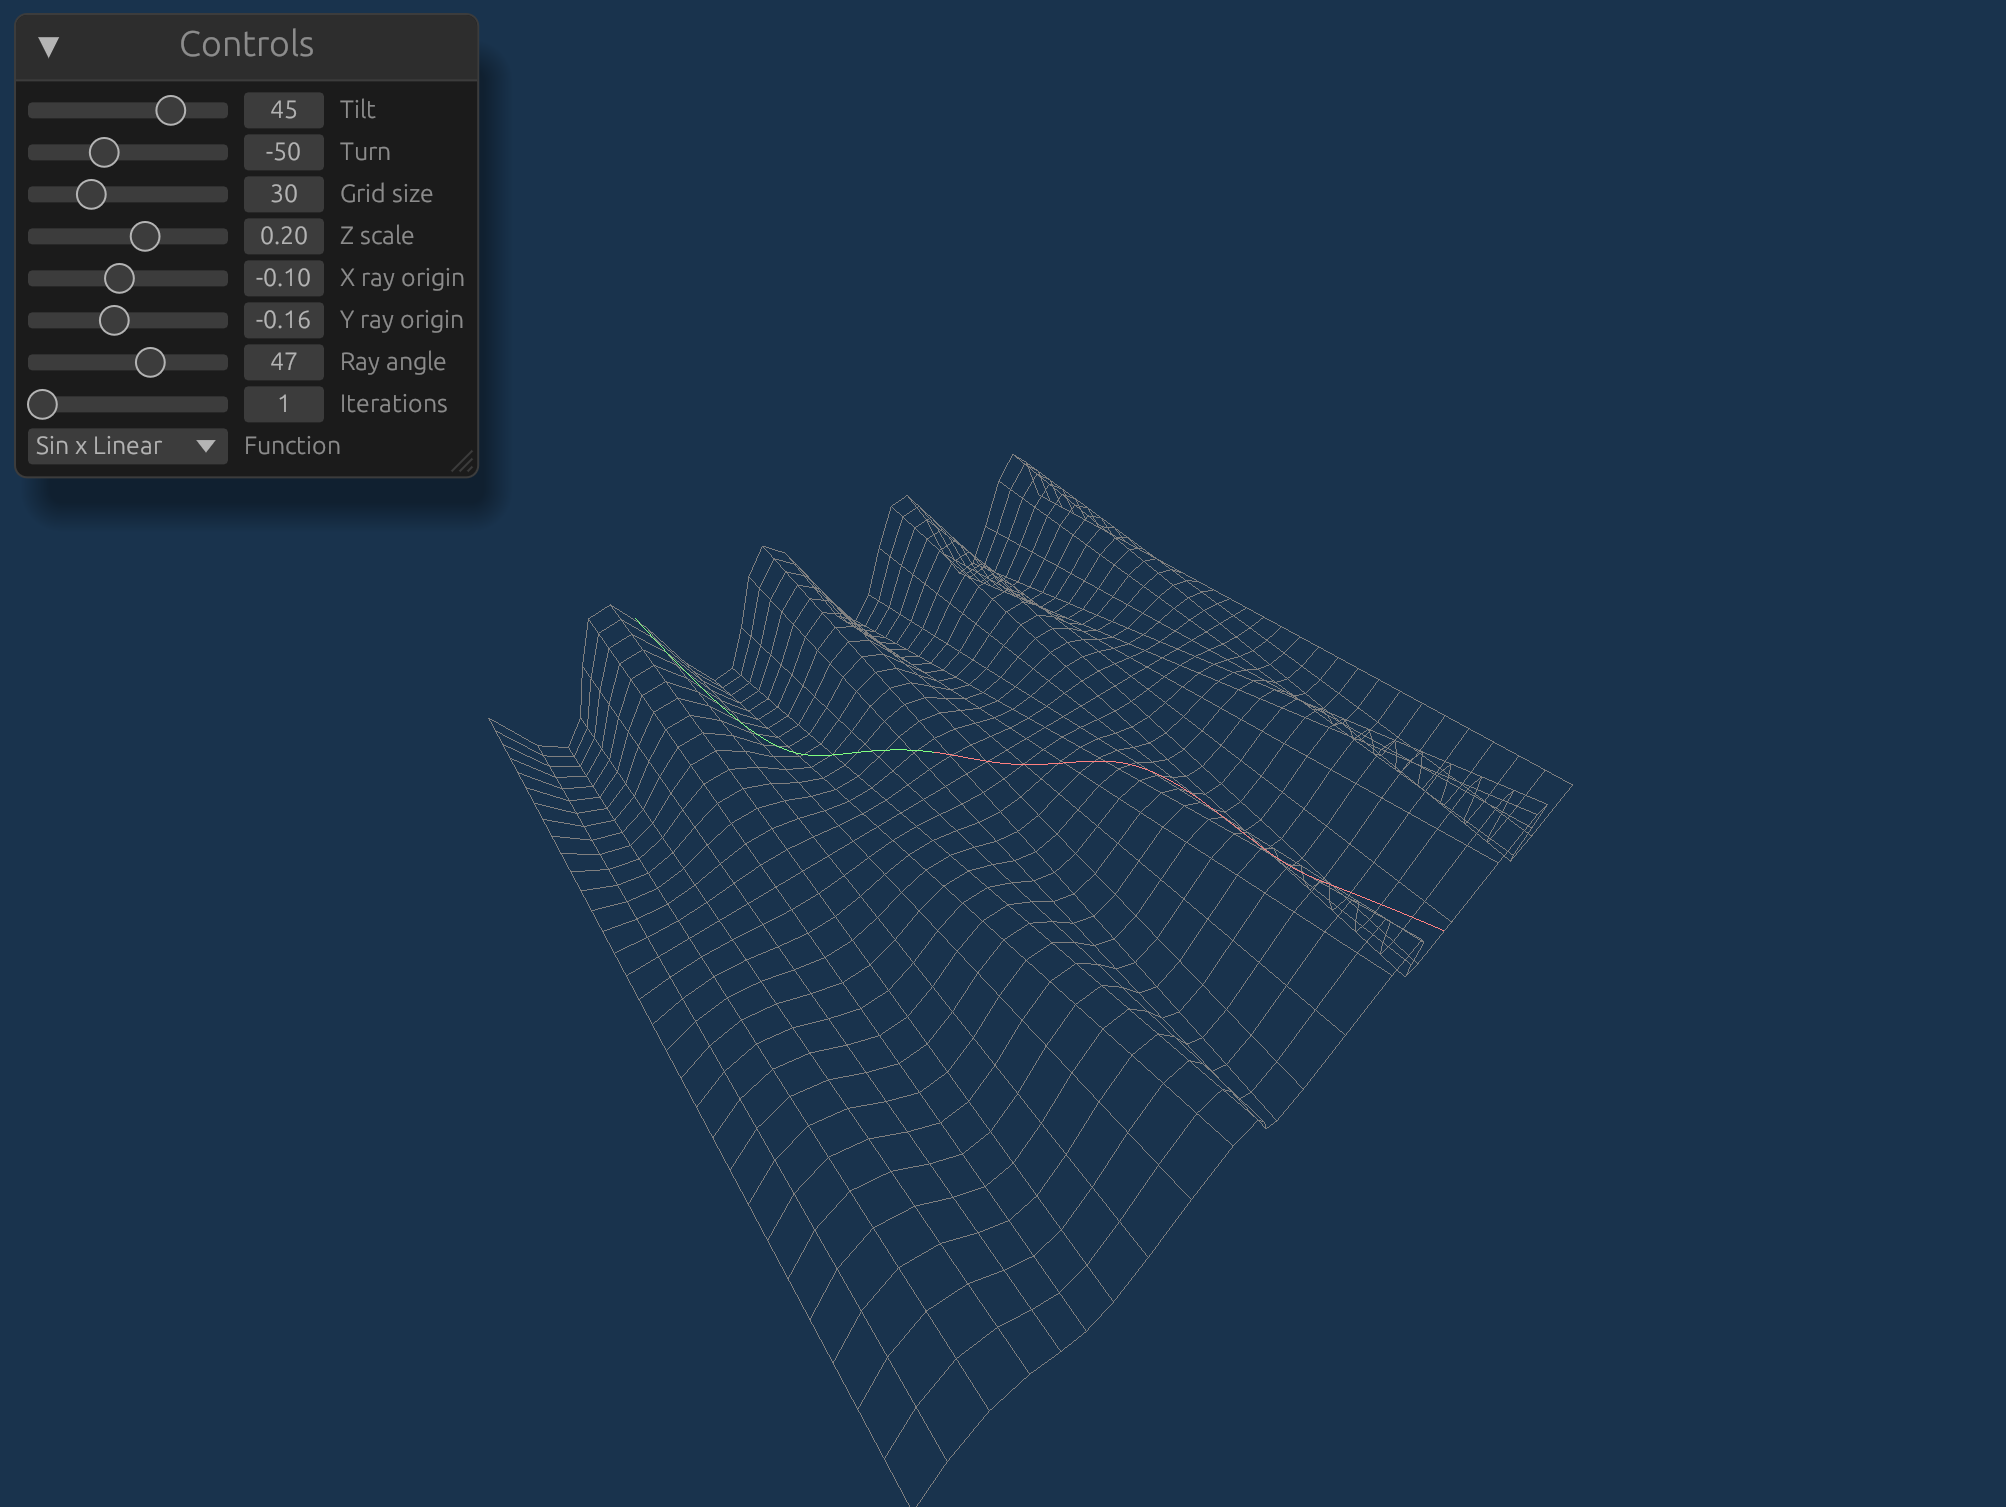 Controls
45 Tilt
-50 Turn
30 Grid size
0.20 Z scale
-0.10 X ray origin
-0.16 Y ray origin
47 Ray angle
1 Iterations
Sin x Linear Function